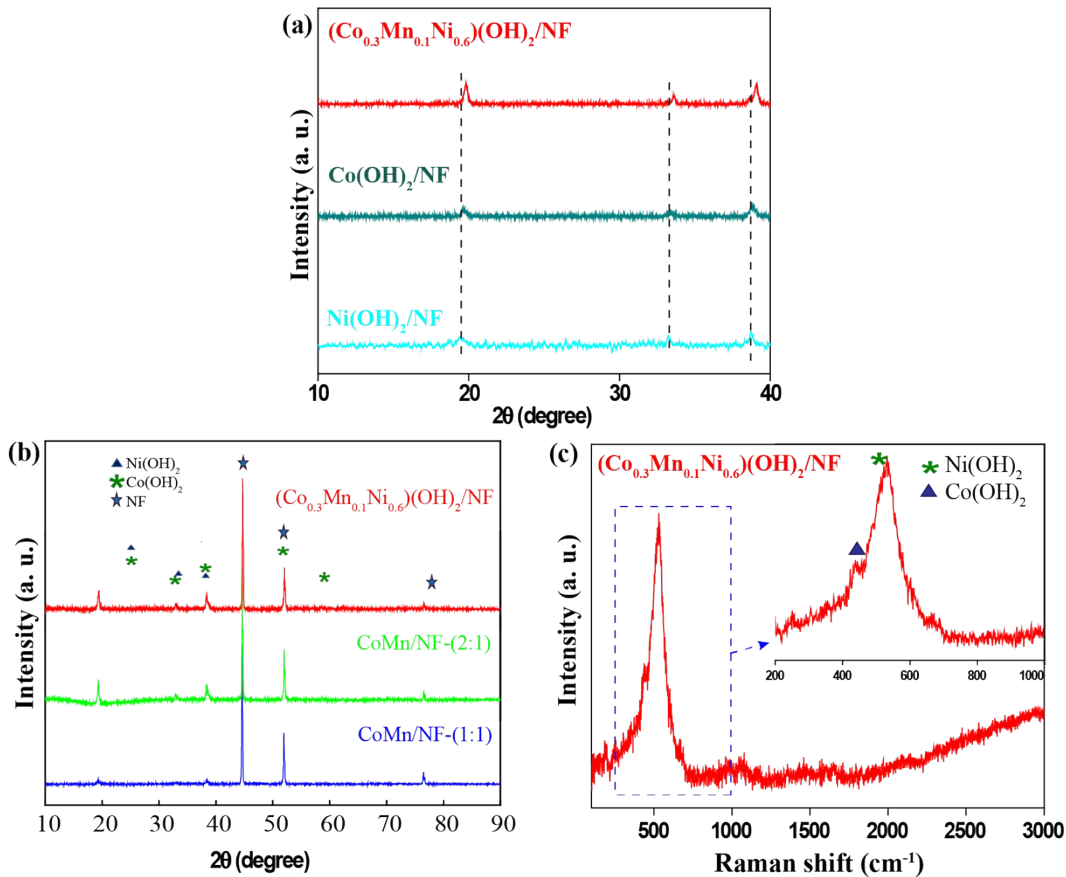 (a)
(Co₀.₃Mn₀.₁Ni₀.₆)(OH)₂/NF
Co(OH)₂/NF
Ni(OH)₂/NF
Intensity (a. u.)
10 20 30 40
2θ (degree)
(b)
Ni(OH)₂
Co(OH)₂
NF
(Co₀.₃Mn₀.₁Ni₀.₆)(OH)₂/NF
CoMn/NF-(2:1)
CoMn/NF-(1:1)
Intensity (a. u.)
10 20 30 40 50 60 70 80 90
2θ (degree)
(c)
(Co₀.₃Mn₀.₁Ni₀.₆)(OH)₂/NF
Ni(OH)₂
Co(OH)₂
200 400 600 800 1000
Intensity (a. u.)
500 1000 1500 2000 2500 3000
Raman shift (cm⁻¹)